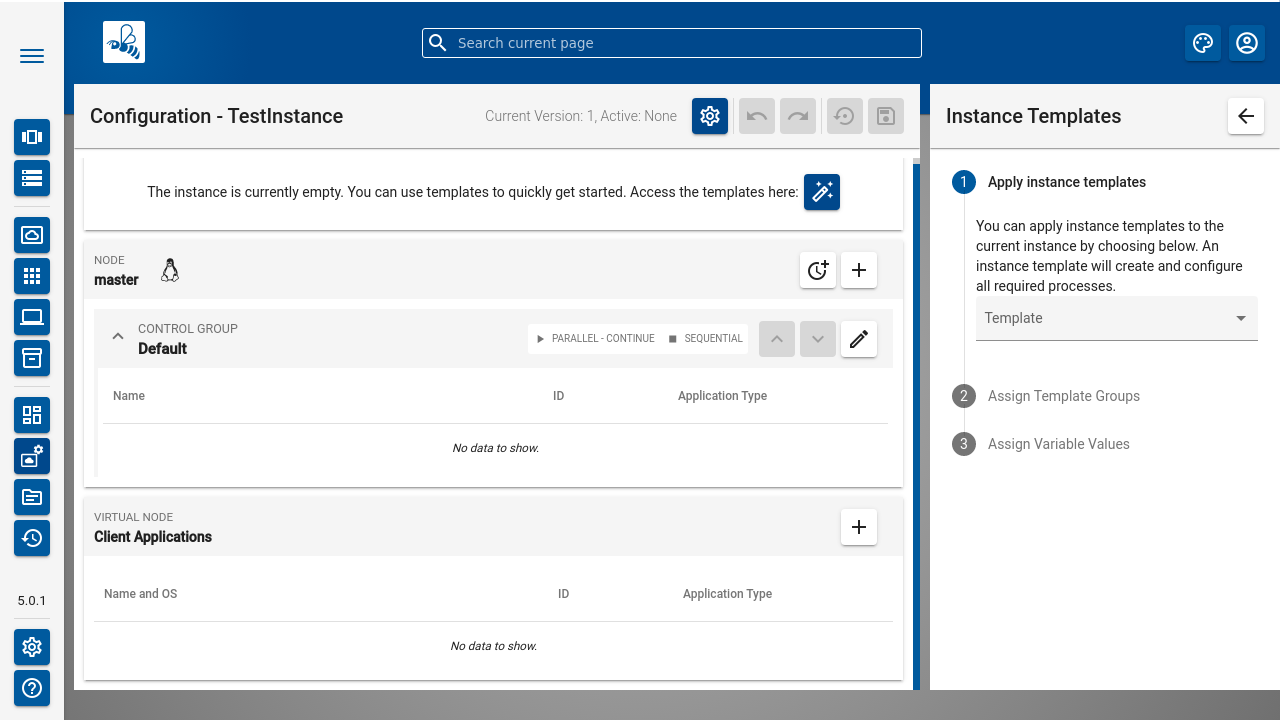 Search current page
Configuration - TestInstance
Current Version: 1, Active: None
Instance Templates
The instance is currently empty. You can use templates to quickly get started. Access the templates here:
NODE
master
CONTROL GROUP
Default
PARALLEL - CONTINUE
SEQUENTIAL
Name
ID
Application Type
No data to show.
VIRTUAL NODE
Client Applications
Name and OS
ID
Application Type
No data to show.
1
Apply instance templates
You can apply instance templates to the
current instance by choosing below. An
instance template will create and configure
all required processes.
Template
2
Assign Template Groups
3
Assign Variable Values
5.0.1